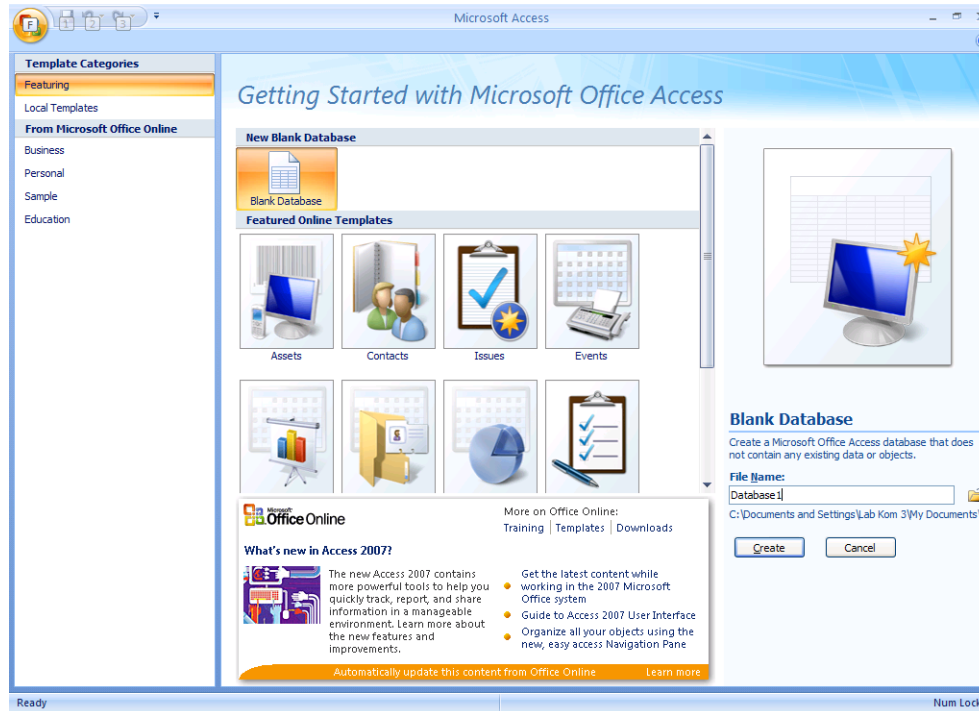 Microsoft Access
F
1
2
3
Template Categories
Featuring
Local Templates
From Microsoft Office Online
Business
Personal
Sample
Education
Getting Started with Microsoft Office Access
New Blank Database
Blank Database
Featured Online Templates
Assets
Contacts
Issues
Events
Microsoft
Office Online
More on Office Online:
Training | Templates | Downloads
What's new in Access 2007?
The new Access 2007 contains
more powerful tools to help you
quickly track, report, and share
information in a manageable
environment. Learn more about
the new features and
improvements.
Get the latest content while
working in the 2007 Microsoft
Office system
Guide to Access 2007 User Interface
Organize all your objects using the
new, easy access Navigation Pane
Automatically update this content from Office Online
Learn more
Blank Database
Create a Microsoft Office Access database that does
not contain any existing data or objects.
File Name:
Database1
C:\Documents and Settings\Lab Kom 3\My Documents\
Create
Cancel
Ready
Num Lock